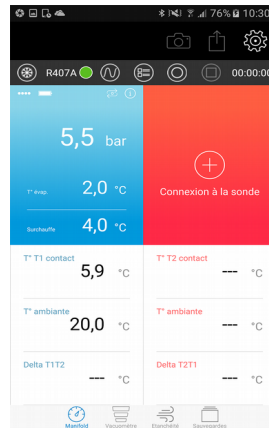 76% 10:30
R407A 00:00:00
5,5 bar
T° évap. 2,0 °C
Surchauffe 4,0 °C
Connexion à la sonde
T° T1 contact T° T2 contact
5,9 °C --- °C
T° ambiante T° ambiante
20,0 °C --- °C
Delta T1T2 Delta T2T1
--- °C --- °C
Manifold Vacuomètre Etanchéité Sauvegardes